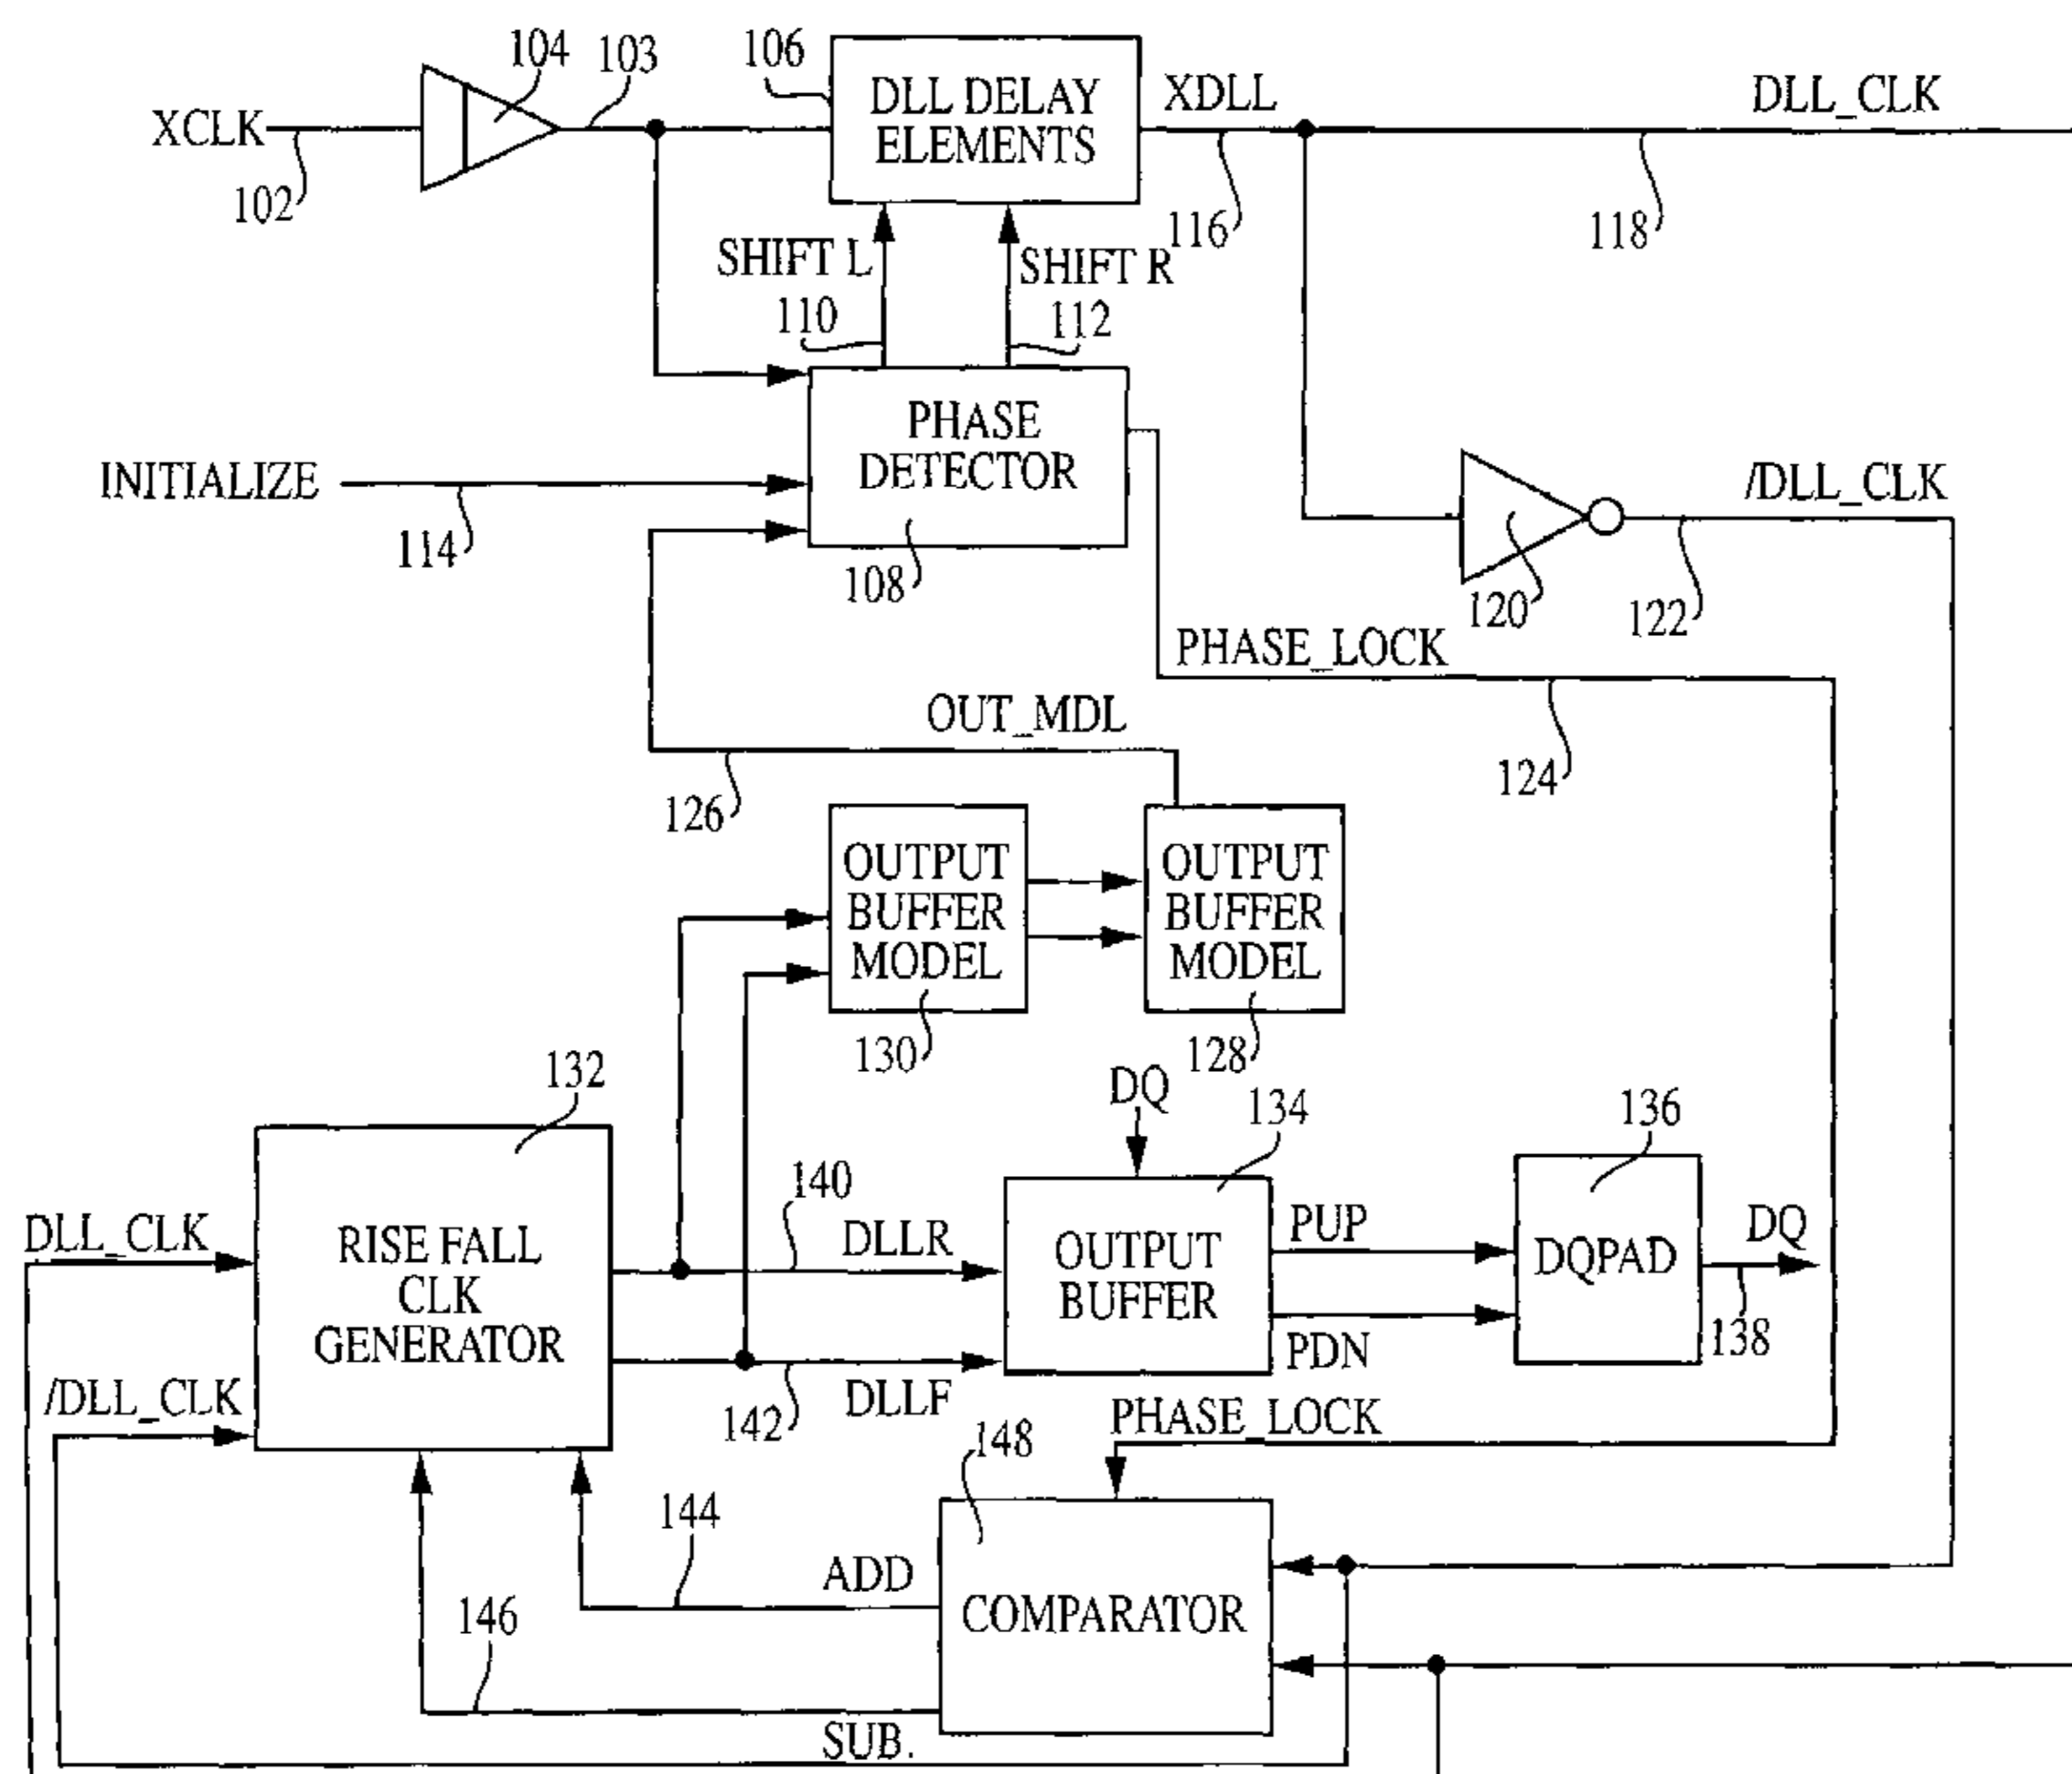 104
103
106
DLL DELAY
ELEMENTS
XDLL
DLL_CLK
XCLK
102
116
118
SHIFT L
SHIFT R
110
112
PHASE
DETECTOR
INITIALIZE
114
108
/DLL_CLK
120
122
PHASE_LOCK
OUT_MDL
124
126
OUTPUT
BUFFER
MODEL
OUTPUT
BUFFER
MODEL
130
128
132
DQ
134
136
RISE FALL
CLK
GENERATOR
DLL_CLK
/DLL_CLK
140
DLLR
OUTPUT
BUFFER
PUP
PDN
DQPAD
DQ
138
142
DLLF
PHASE_LOCK
148
144
ADD
COMPARATOR
146
SUB.